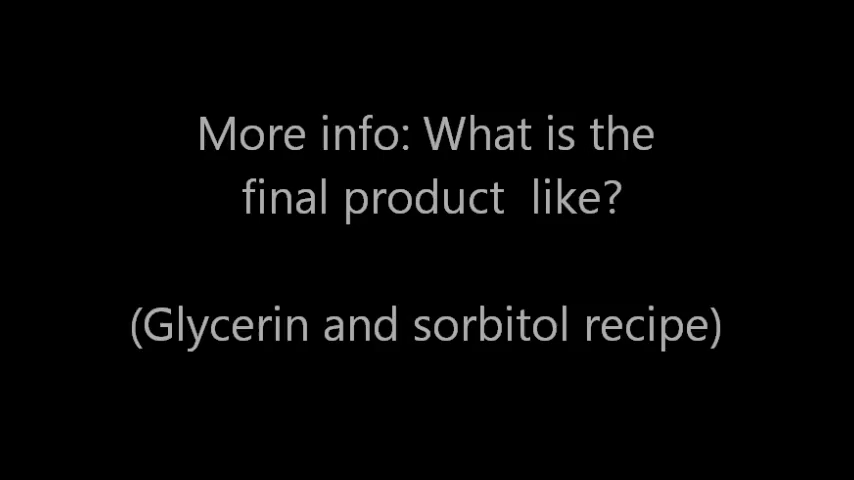 More info: What is the
final product  like?
(Glycerin and sorbitol recipe)